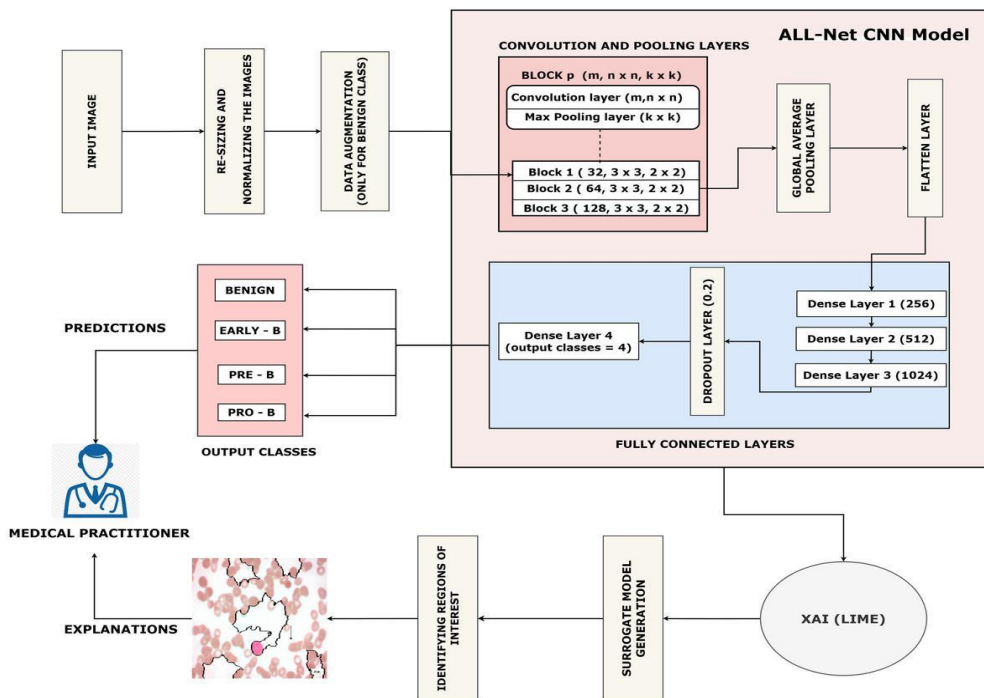 INPUT IMAGE
RE-SIZING AND
NORMALIZING THE IMAGES
DATA AUGMENTATION
(ONLY FOR BENIGN CLASS)
ALL-Net CNN Model
CONVOLUTION AND POOLING LAYERS
BLOCK p (m, n x n, k x k)
Convolution layer (m,n x n)
Max Pooling layer (k x k)
Block 1 ( 32, 3 x 3, 2 x 2)
Block 2 ( 64, 3 x 3, 2 x 2)
Block 3 ( 128, 3 x 3, 2 x 2)
GLOBAL AVERAGE
POOLING LAYER
FLATTEN LAYER
Dense Layer 1 (256)
Dense Layer 2 (512)
Dense Layer 3 (1024)
DROPOUT LAYER (0.2)
Dense Layer 4
(output classes = 4)
FULLY CONNECTED LAYERS
BENIGN
EARLY - B
PRE - B
PRO - B
OUTPUT CLASSES
PREDICTIONS
MEDICAL PRACTITIONER
EXPLANATIONS
IDENTIFYING REGIONS OF
INTEREST
SURROGATE MODEL
GENERATION
XAI (LIME)